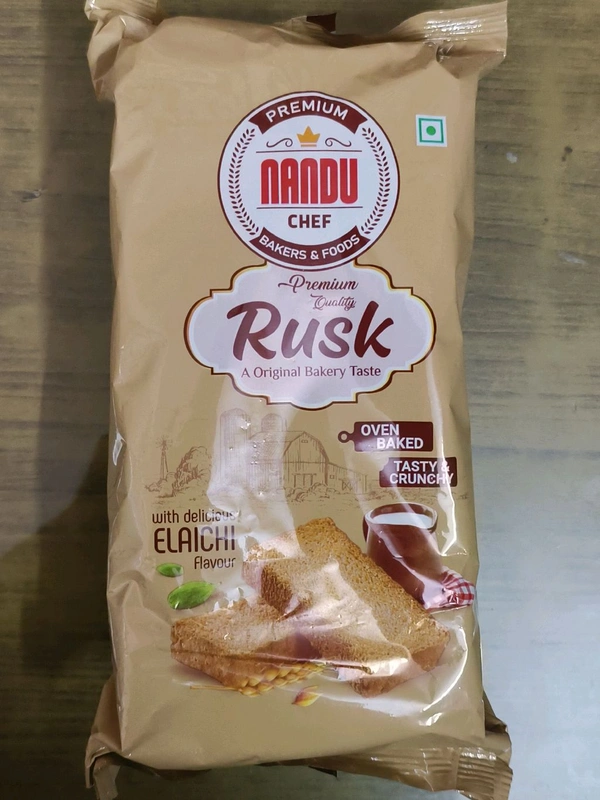 PREMIUM
NANDU
CHEF
BAKERS & FOODS
Premium
Quality
Rusk
A Original Bakery Taste
OVEN
BAKED
TASTY &
CRUNCHY
with delicious
ELAICHI
flavour